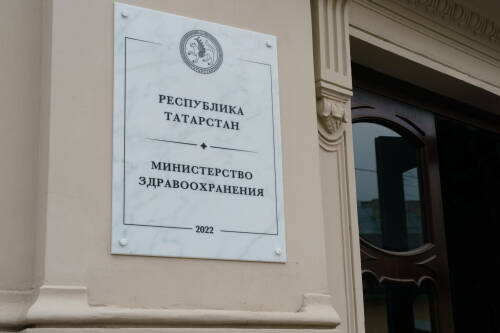 РЕСПУБЛИКА
ТАТАРСТАН
МИНИСТЕРСТВО
ЗДРАВООХРАНЕНИЯ
2022